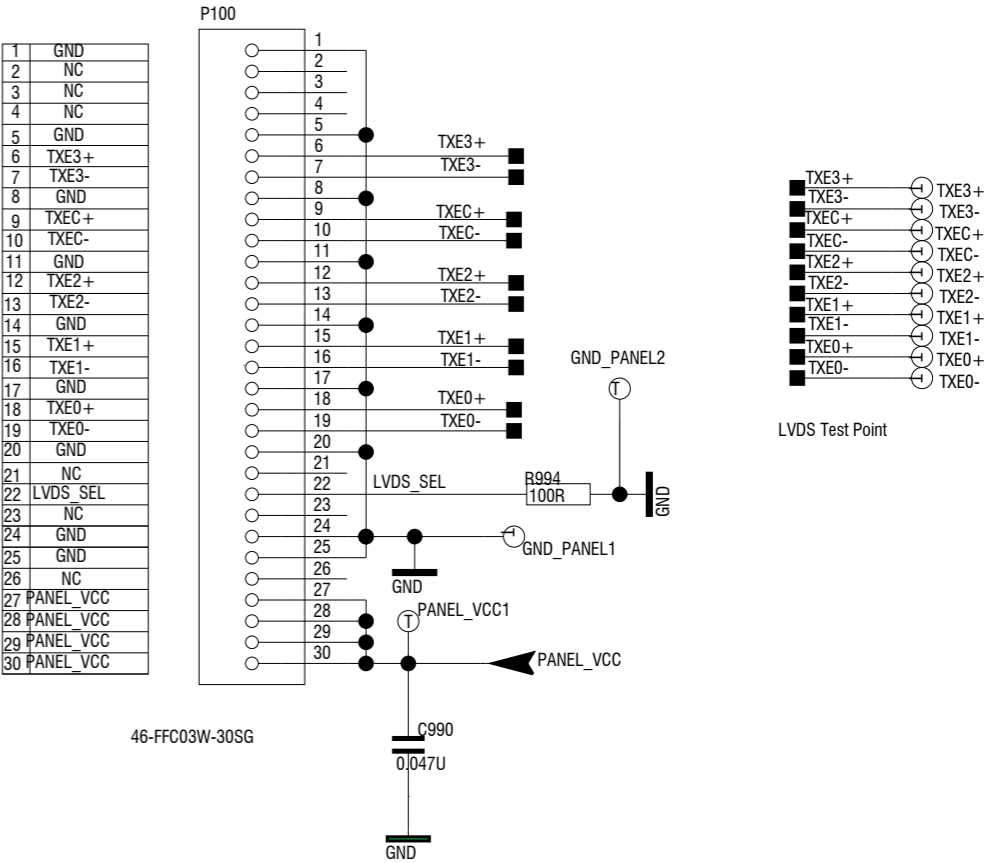 P100
1 GND
2 NC
3 NC
4 NC
5 GND
6 TXE3+
7 TXE3-
8 GND
9 TXEC+
10 TXEC-
11 GND
12 TXE2+
13 TXE2-
14 GND
15 TXE1+
16 TXE1-
17 GND
18 TXE0+
19 TXE0-
20 GND
21 NC
22 LVDS_SEL
23 NC
24 GND
25 GND
26 NC
27 PANEL_VCC
28 PANEL_VCC
29 PANEL_VCC
30 PANEL_VCC
1
2
3
4
5
6 TXE3+
7 TXE3-
8
9 TXEC+
10 TXEC-
11
12 TXE2+
13 TXE2-
14
15 TXE1+
16 TXE1-
17
18 TXE0+
19 TXE0-
20
21
22 LVDS_SEL
23
24
25
26
27
28
29
30
GND_PANEL2
T
R994
100R
GND
T
GND_PANEL1
GND
T
PANEL_VCC1
PANEL_VCC
C990
0.047U
GND
46-FFC03W-30SG
TXE3+ TXE3+
TXE3- TXE3-
TXEC+ TXEC+
TXEC- TXEC-
TXE2+ TXE2+
TXE2- TXE2-
TXE1+ TXE1+
TXE1- TXE1-
TXE0+ TXE0+
TXE0- TXE0-
LVDS Test Point